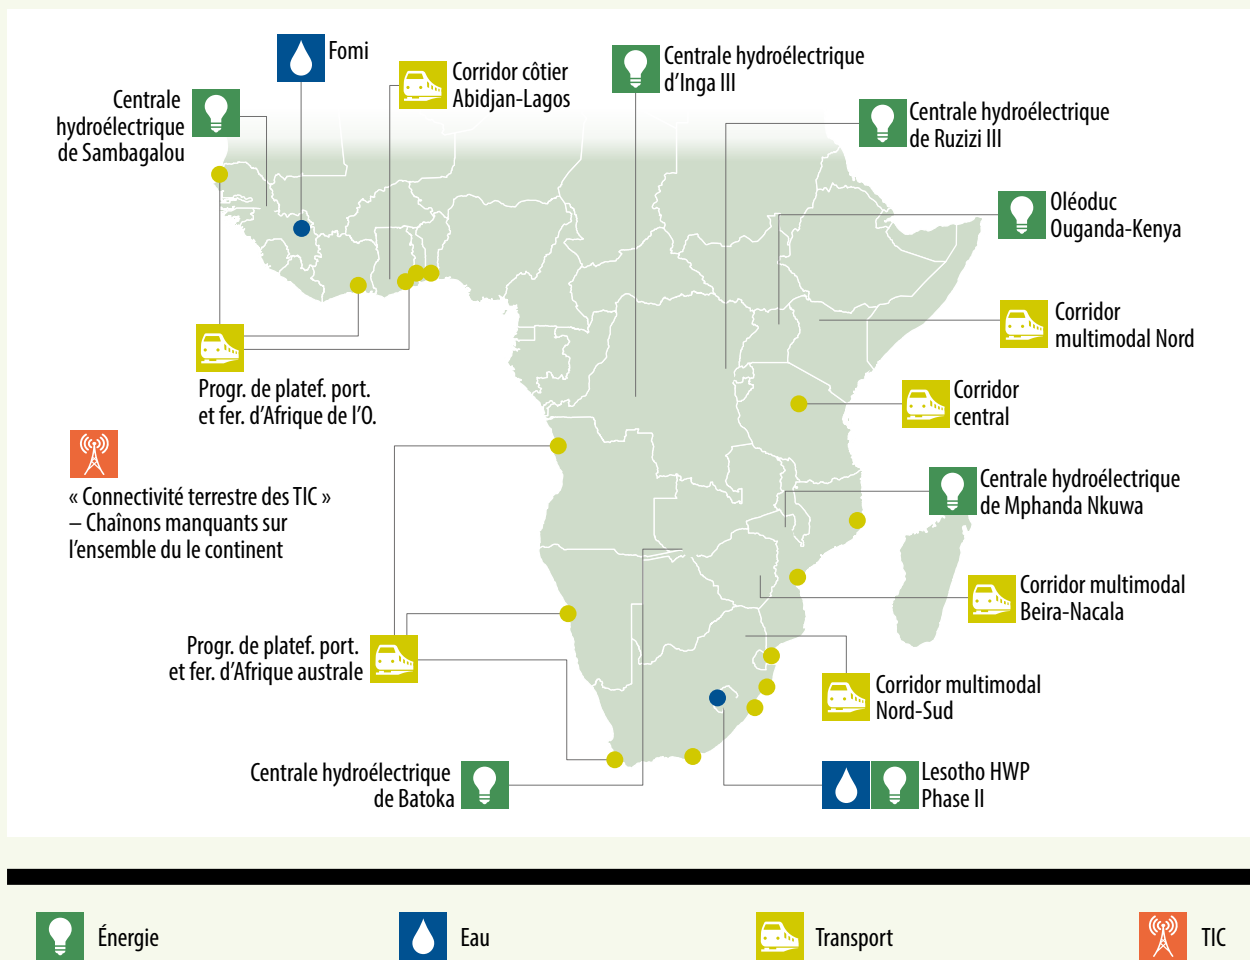 Fomi
Corridor côtier
Abidjan-Lagos
Centrale hydroélectrique
d'Inga III
Centrale
hydroélectrique
de Sambagalou
Centrale hydroélectrique
de Ruzizi III
Oléoduc
Ouganda-Kenya
Corridor
multimodal Nord
Progr. de platef. port.
et fer. d'Afrique de l'O.
Corridor
central
« Connectivité terrestre des TIC »
– Chaînons manquants sur
l'ensemble du le continent
Centrale hydroélectrique
de Mphanda Nkuwa
Corridor multimodal
Beira-Nacala
Progr. de platef. port.
et fer. d'Afrique australe
Corridor multimodal
Nord-Sud
Centrale hydroélectrique
de Batoka
Lesotho HWP
Phase II
Énergie
Eau
Transport
TIC